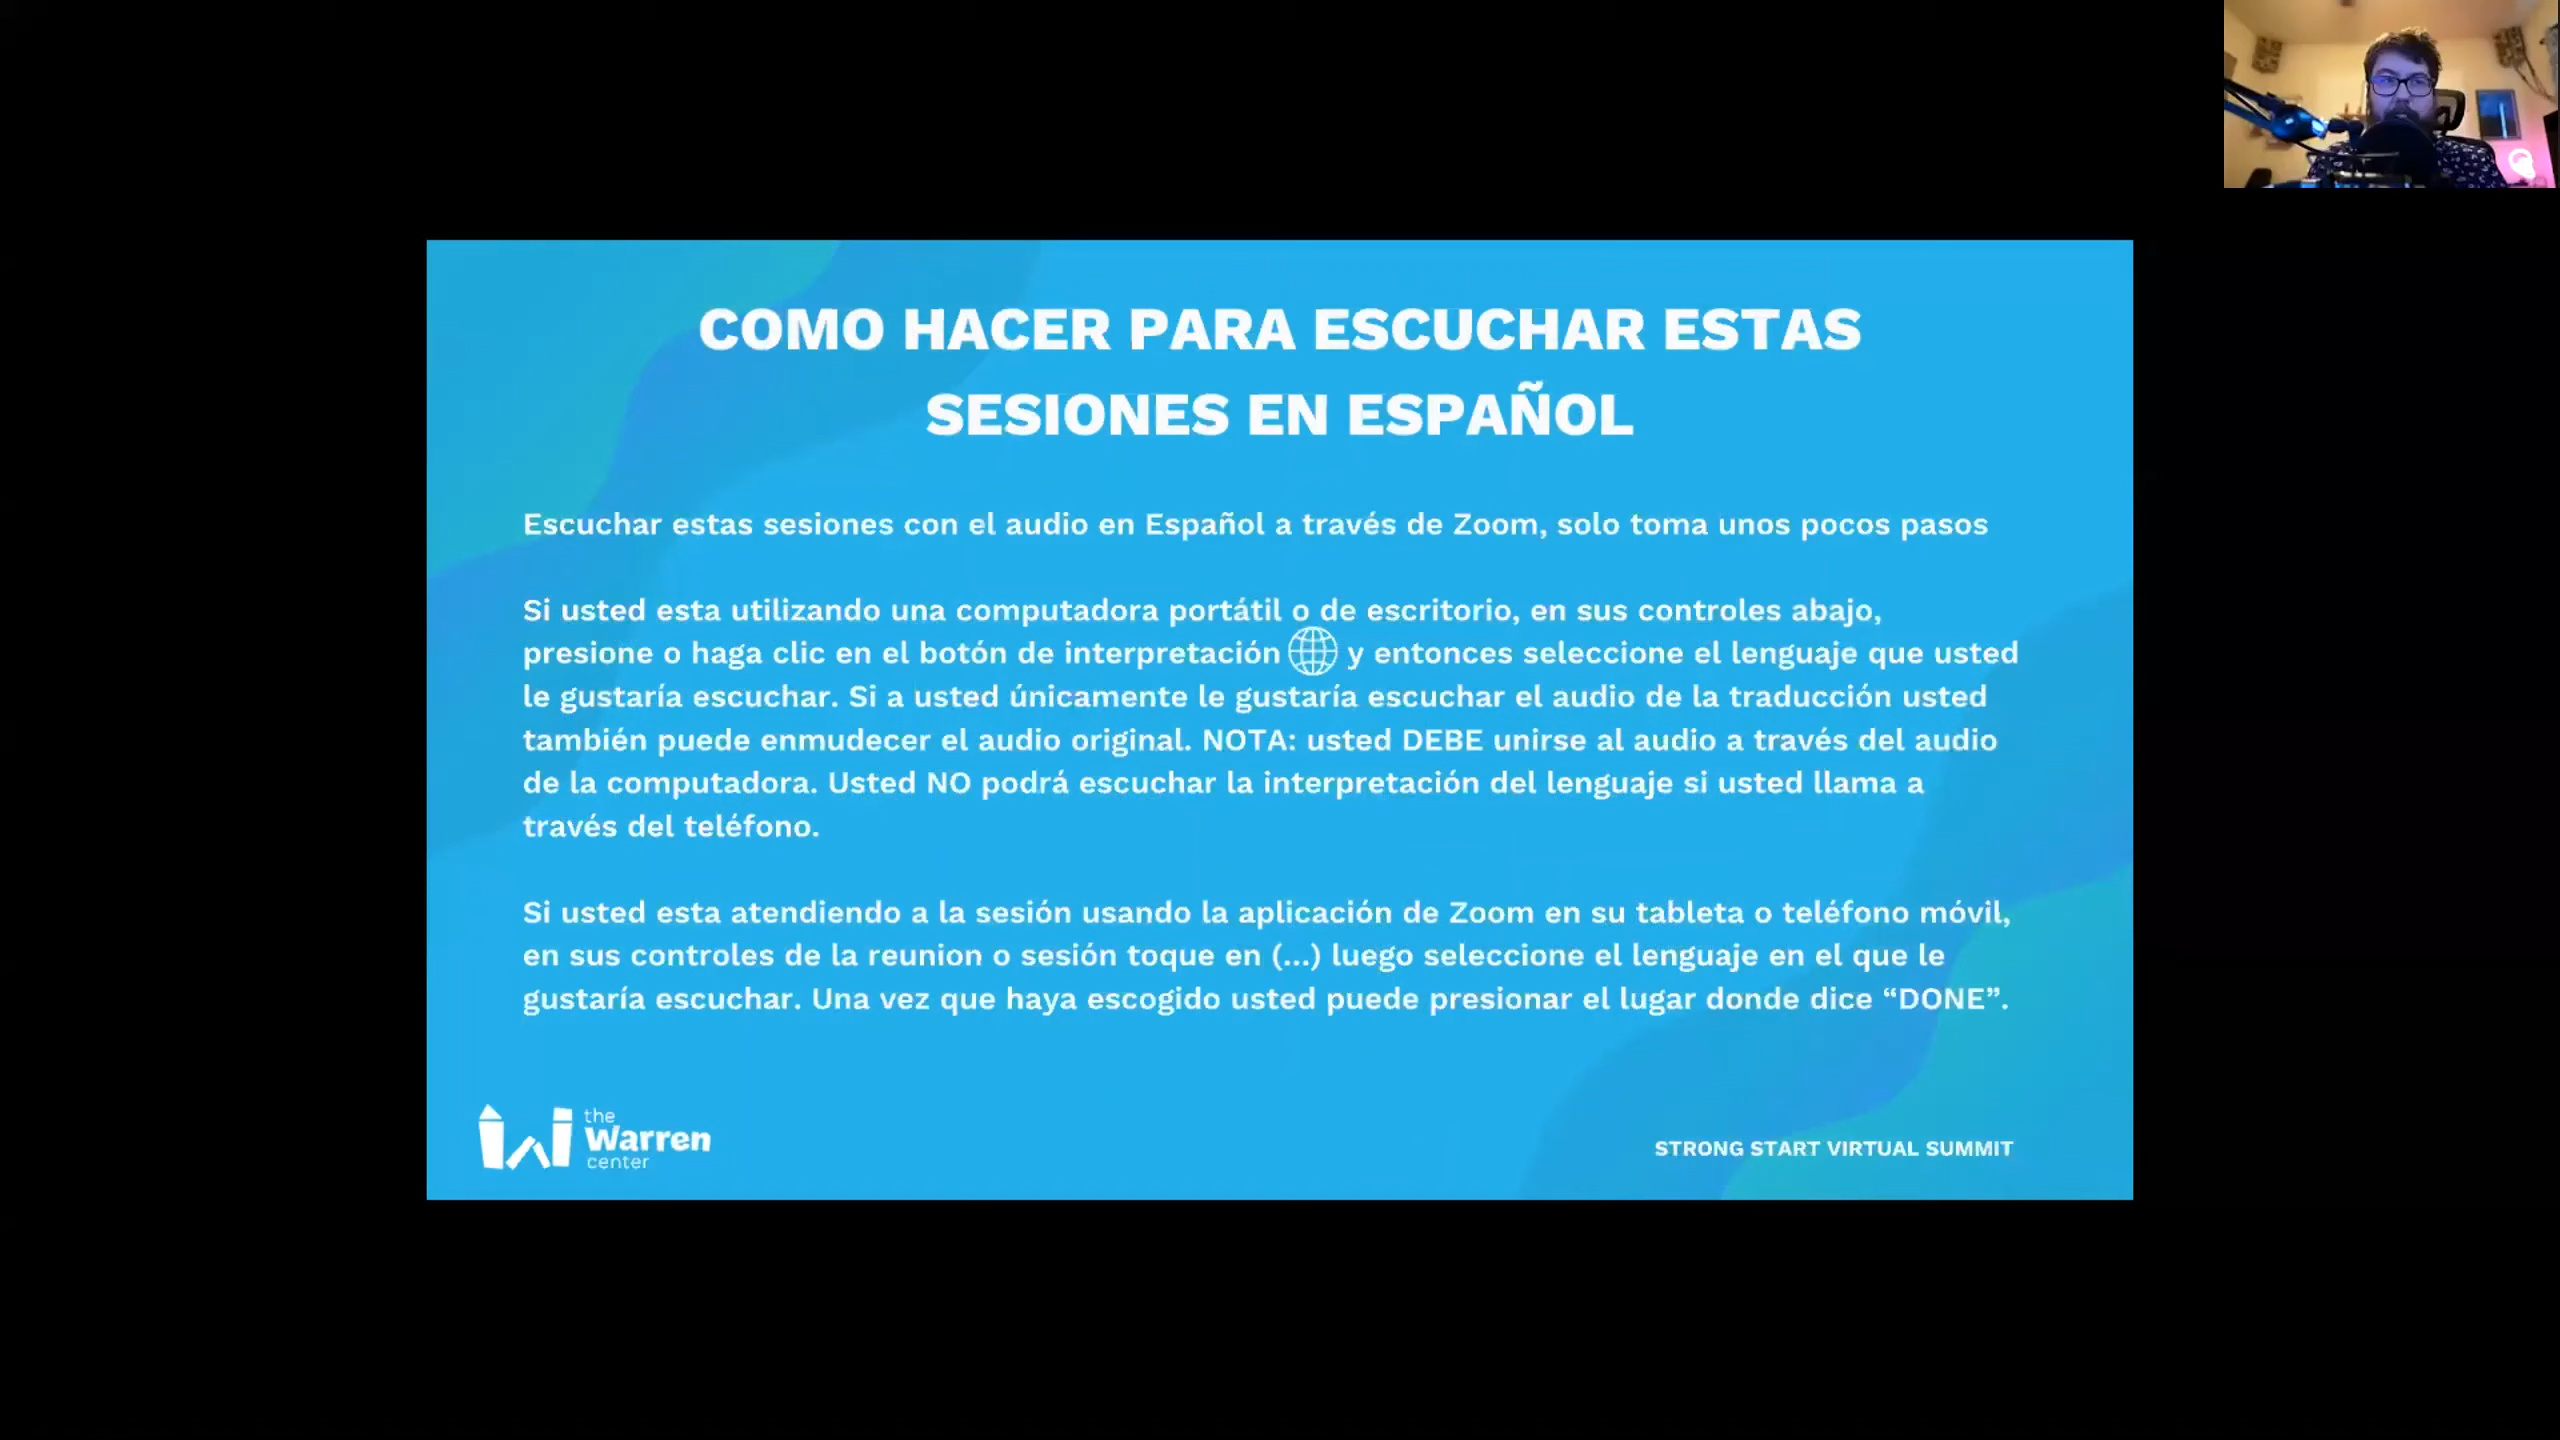 COMO HACER PARA ESCUCHAR ESTAS
SESIONES EN ESPAÑOL
Escuchar estas sesiones con el audio en Español a través de Zoom, solo toma unos pocos pasos
Si usted esta utilizando una computadora portátil o de escritorio, en sus controles abajo,
presione o haga clic en el botón de interpretación y entonces seleccione el lenguaje que usted
le gustaría escuchar. Si a usted únicamente le gustaría escuchar el audio de la traducción usted
también puede enmudecer el audio original. NOTA: usted DEBE unirse al audio a través del audio
de la computadora. Usted NO podrá escuchar la interpretación del lenguaje si usted llama a
través del teléfono.
Si usted esta atendiendo a la sesión usando la aplicación de Zoom en su tableta o teléfono móvil,
en sus controles de la reunion o sesión toque en (...) luego seleccione el lenguaje en el que le
gustaría escuchar. Una vez que haya escogido usted puede presionar el lugar donde dice “DONE”.
the
Warren
center
STRONG START VIRTUAL SUMMIT